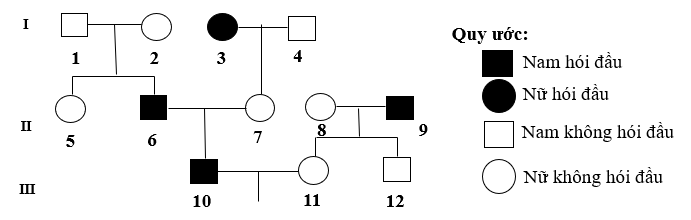 I
1 2 3 4
Quy ước:
Nam hói đầu
Nữ hói đầu
Nam không hói đầu
Nữ không hói đầu
II
5 6 7 8 9
III
10 11 12